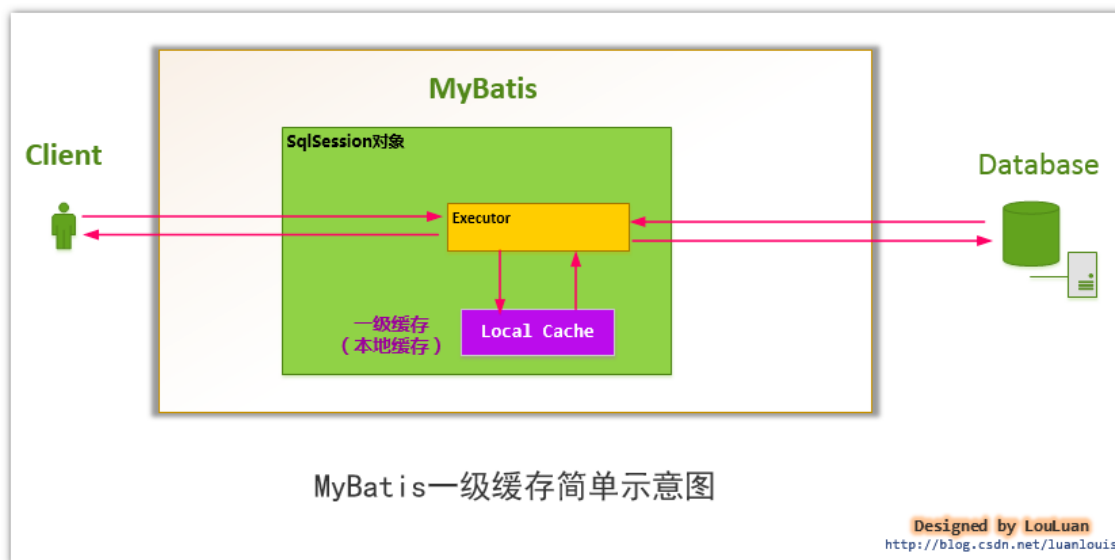 MyBatis
SqlSession对象
Client
Database
Executor
一级缓存
（本地缓存）
Local Cache
MyBatis一级缓存简单示意图
Designed by LouLuan
http://blog.csdn.net/luanlouis